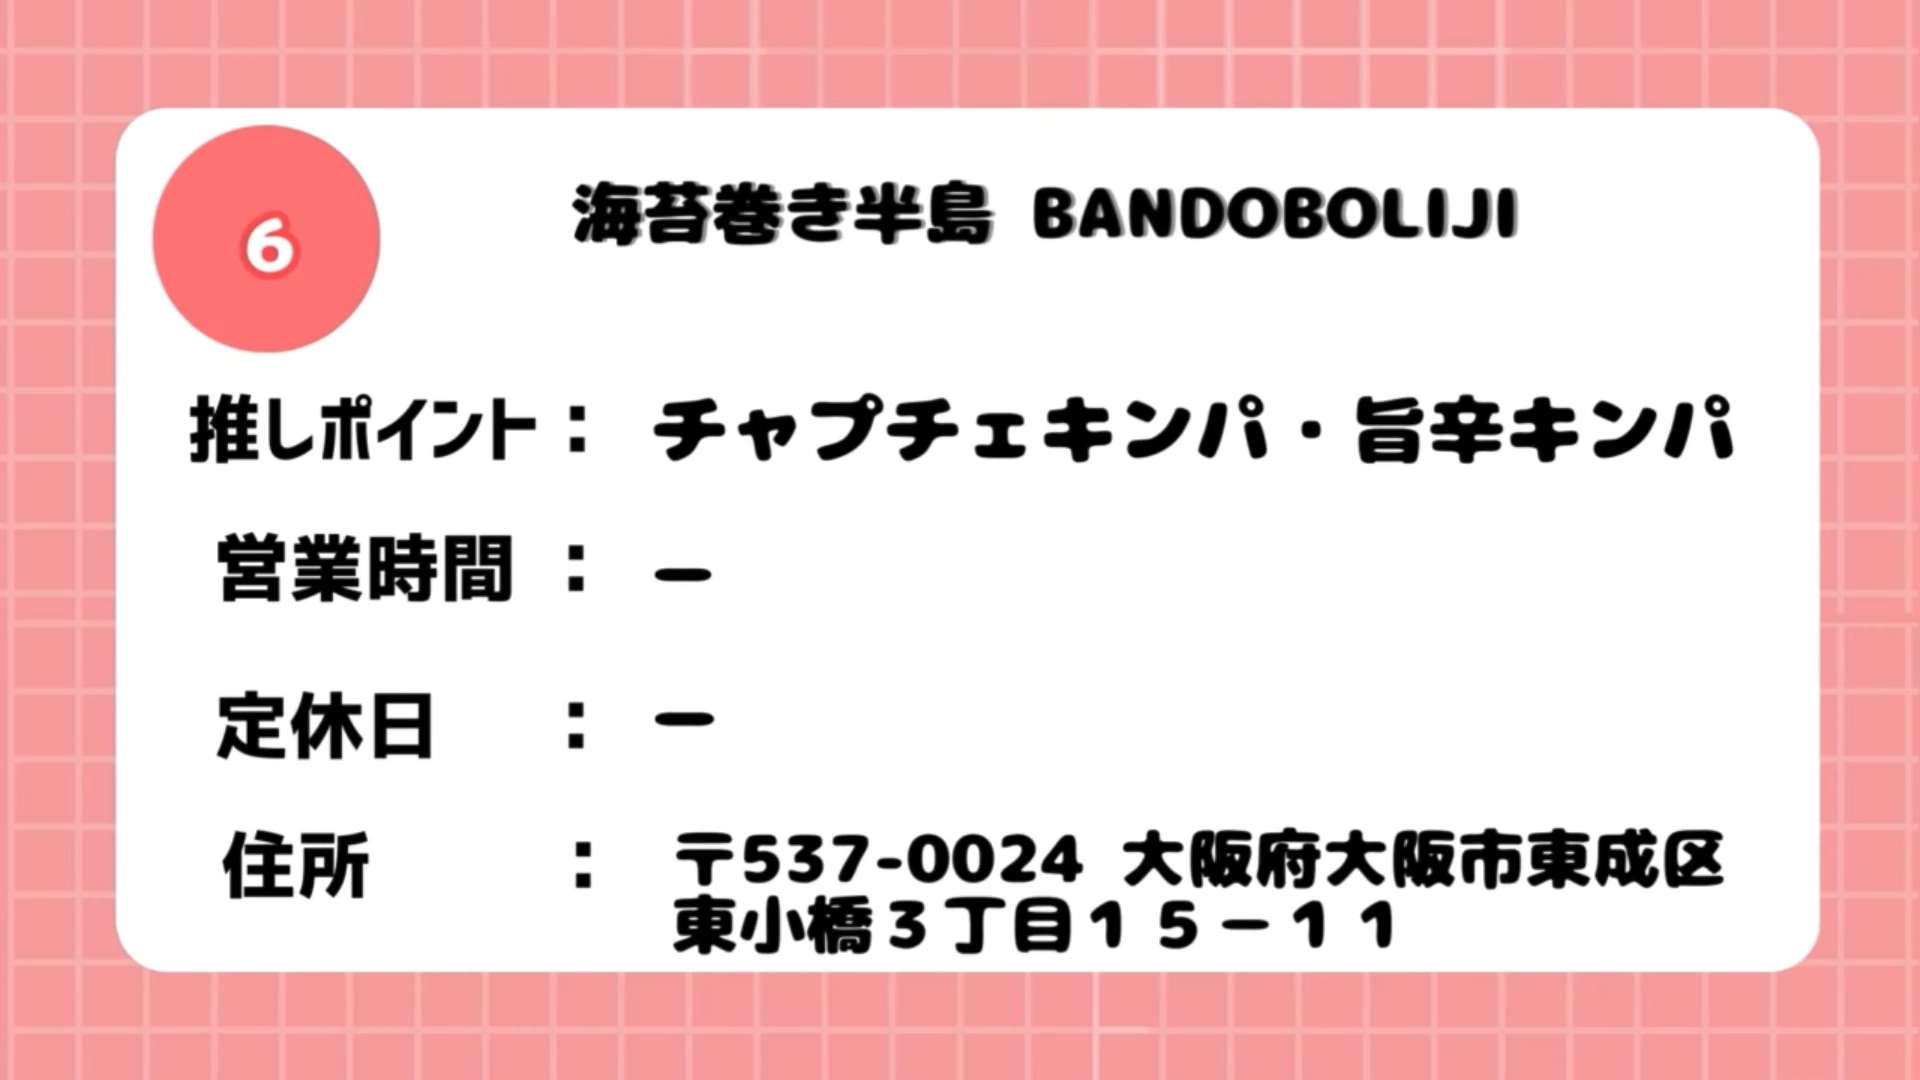 6
海苔巻き半島 BANDOBOLIJI
推しポイント： チャプチェキンパ・旨辛キンパ
営業時間 ： ー
定休日 ： ー
住所 ： 〒537-0024 大阪府大阪市東成区
東小橋３丁目１５－１１